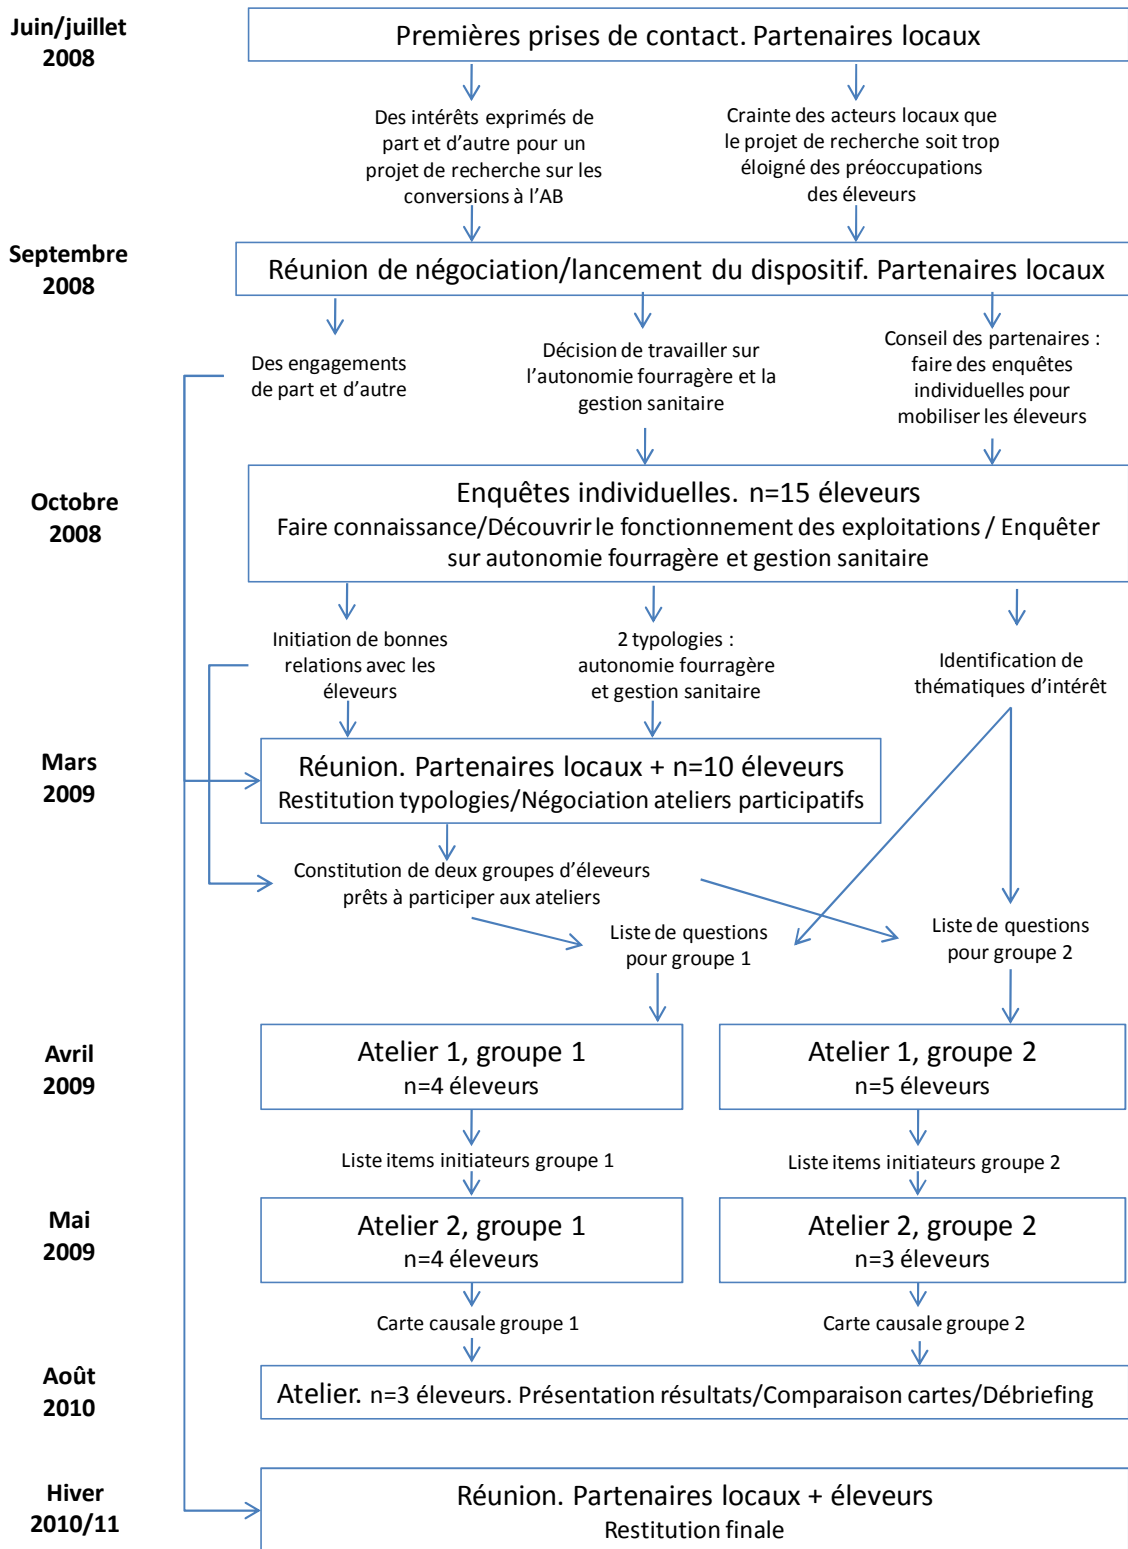 Juin/juillet
2008
Premières prises de contact. Partenaires locaux
Des intérêts exprimés de
part et d'autre pour un
projet de recherche sur les
conversions à l'AB
Crainte des acteurs locaux que
le projet de recherche soit trop
éloigné des préoccupations
des éleveurs
Septembre
2008
Réunion de négociation/lancement du dispositif. Partenaires locaux
Des engagements
de part et d'autre
Décision de travailler sur
l'autonomie fourragère et la
gestion sanitaire
Conseil des partenaires :
faire des enquêtes
individuelles pour
mobiliser les éleveurs
Octobre
2008
Enquêtes individuelles. n=15 éleveurs
Faire connaissance/Découvrir le fonctionnement des exploitations / Enquêter
sur autonomie fourragère et gestion sanitaire
Initiation de bonnes
relations avec les
éleveurs
2 typologies :
autonomie fourragère
et gestion sanitaire
Identification de
thématiques d'intérêt
Mars
2009
Réunion. Partenaires locaux + n=10 éleveurs
Restitution typologies/Négociation ateliers participatifs
Constitution de deux groupes d'éleveurs
prêts à participer aux ateliers
Liste de questions
pour groupe 1
Liste de questions
pour groupe 2
Avril
2009
Atelier 1, groupe 1
n=4 éleveurs
Atelier 1, groupe 2
n=5 éleveurs
Liste items initiateurs groupe 1
Liste items initiateurs groupe 2
Mai
2009
Atelier 2, groupe 1
n=4 éleveurs
Atelier 2, groupe 2
n=3 éleveurs
Carte causale groupe 1
Carte causale groupe 2
Août
2010
Atelier. n=3 éleveurs. Présentation résultats/Comparaison cartes/Débriefing
Hiver
2010/11
Réunion. Partenaires locaux + éleveurs
Restitution finale